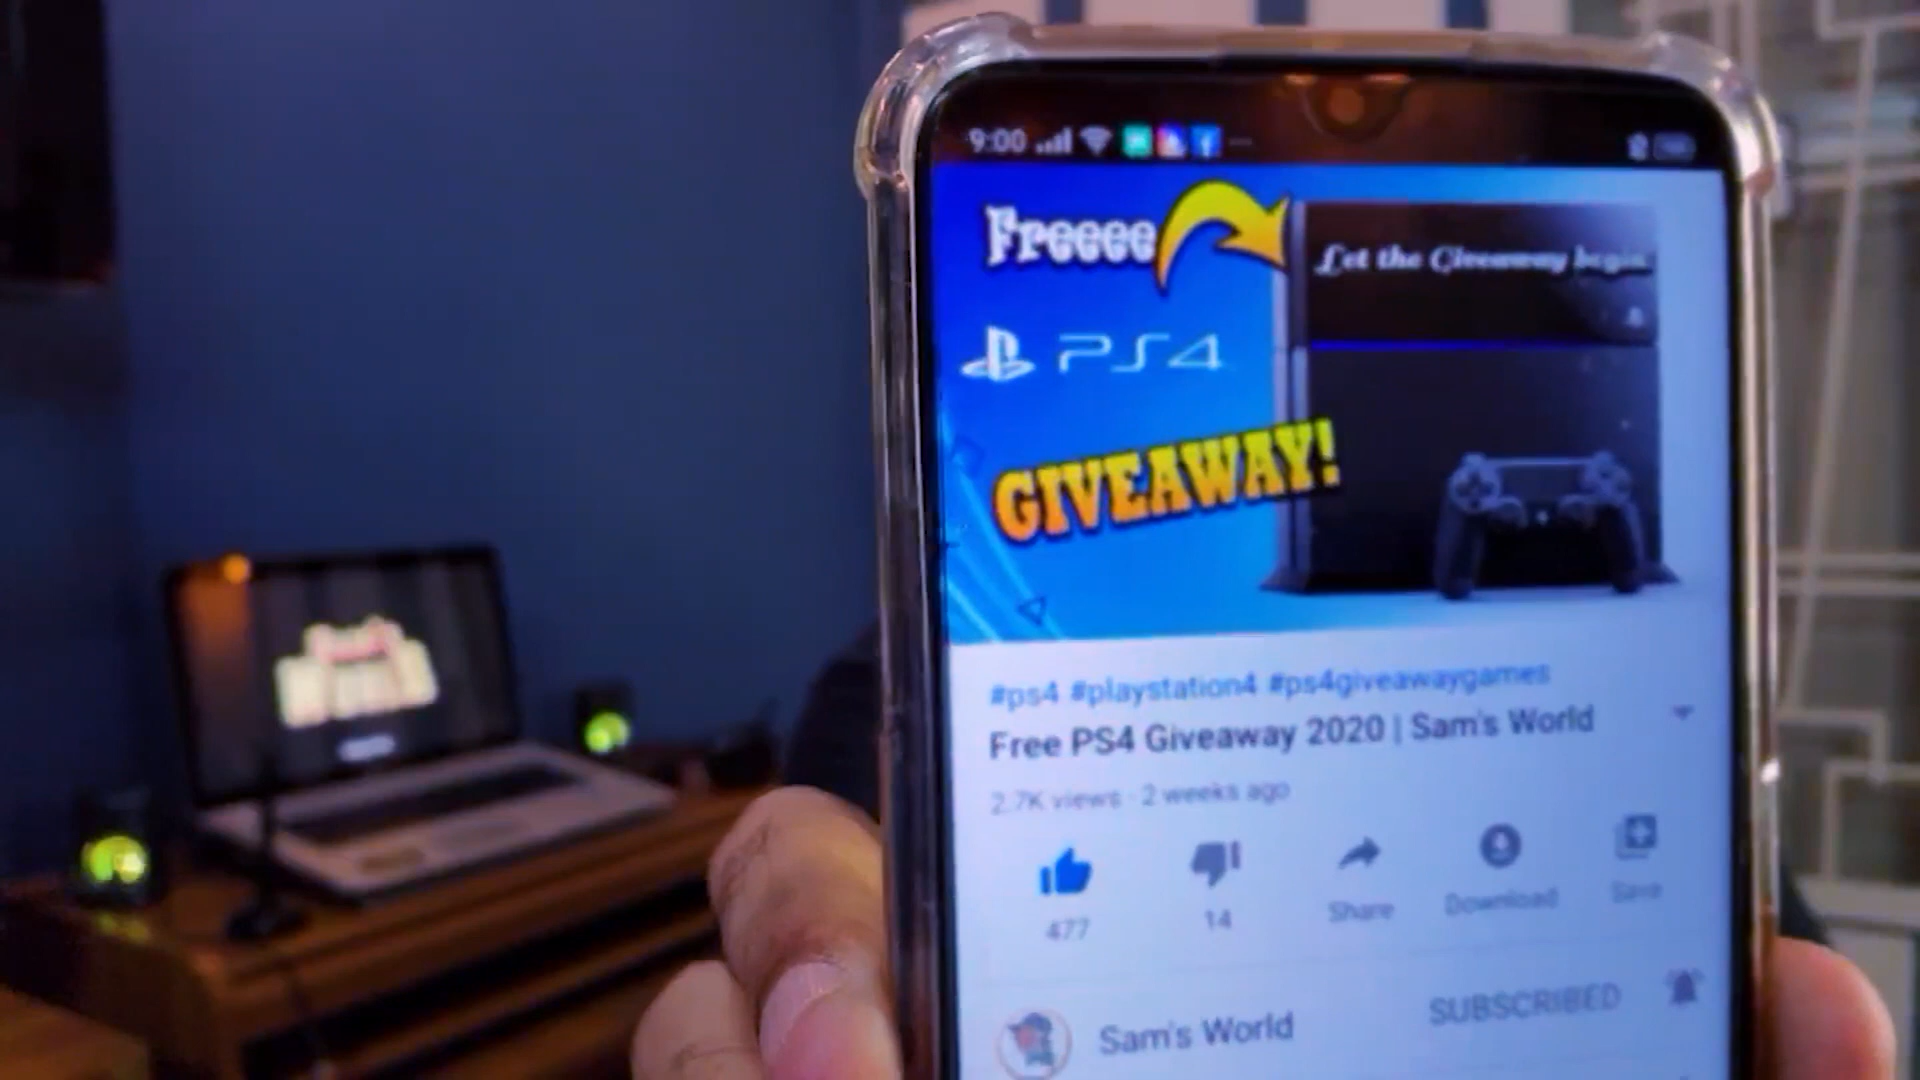 9:00
Freeee
Let the Giveaway begin
PS4
GIVEAWAY!
#ps4 #playstation4 #ps4giveawaygames
Free PS4 Giveaway 2020 | Sam's World
2.7K views · 2 weeks ago
477
14
Share
Download
Save
Sam's World
SUBSCRIBED